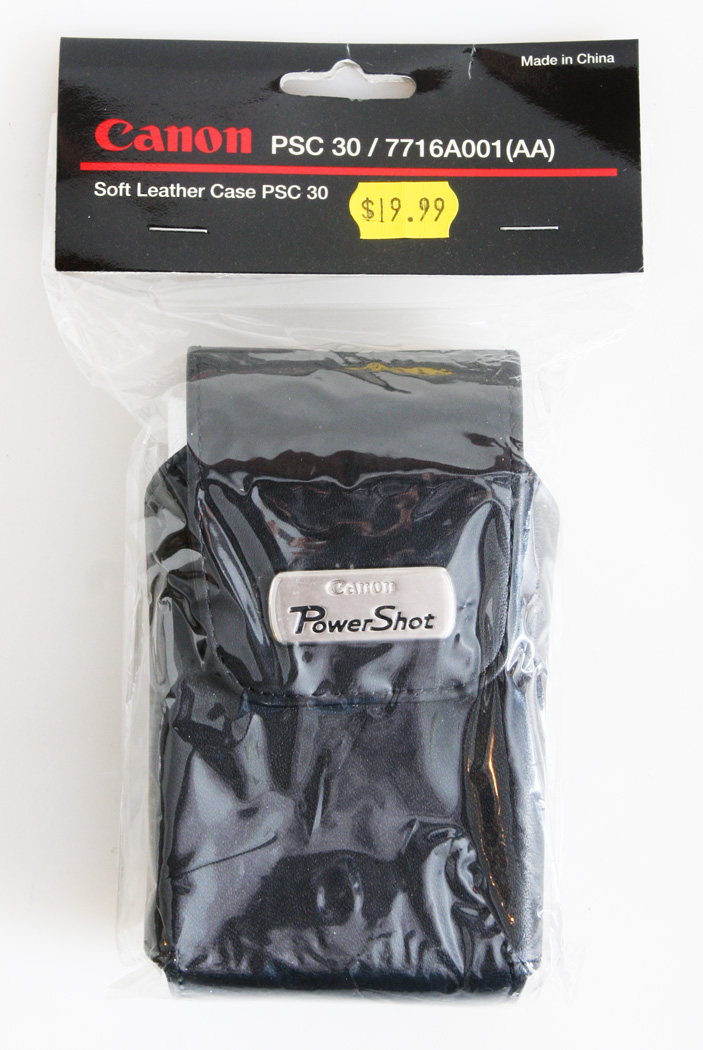 Made in China
Canon PSC 30 / 7716A001(AA)
Soft Leather Case PSC 30
$19.99
Canon
PowerShot